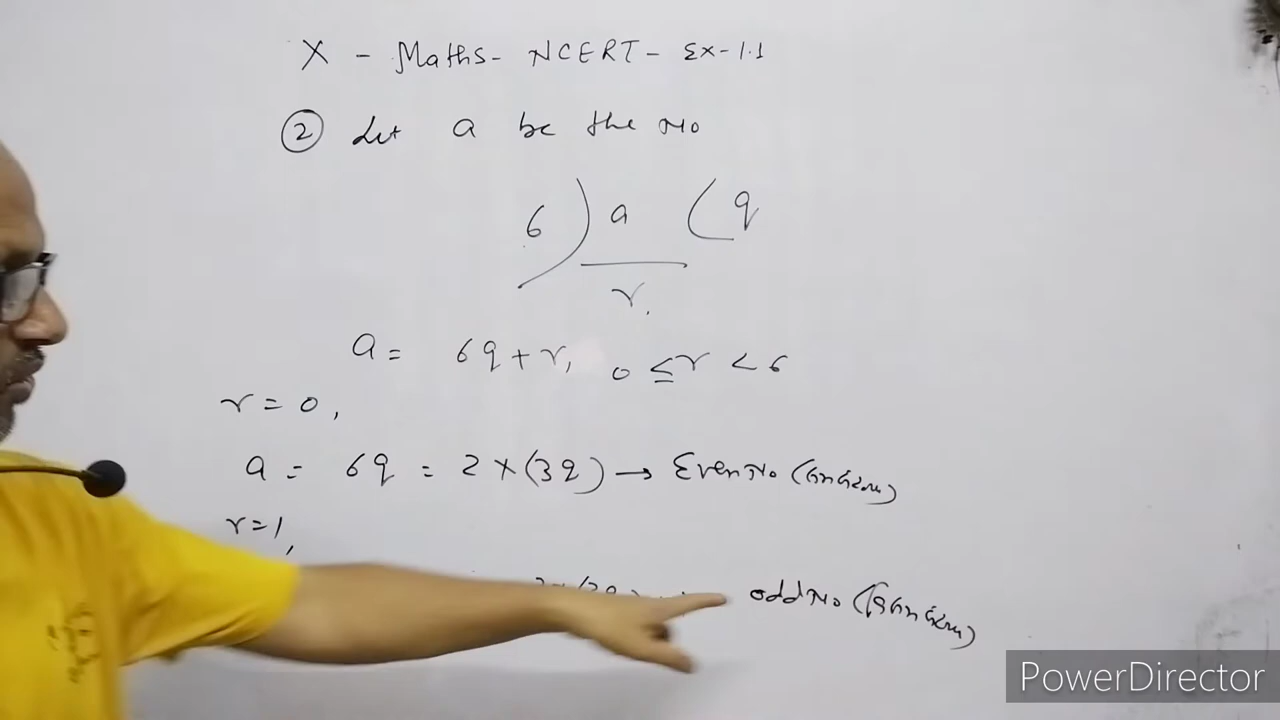 X - Maths - NCERT - Ex-1.1
② Let a be the No
6 ) a ( q
r.
a = 6q + r, 0 ≤ r < 6
r = 0,
a = 6q = 2 × (3q) → Even No
r = 1,
odd No
PowerDirector